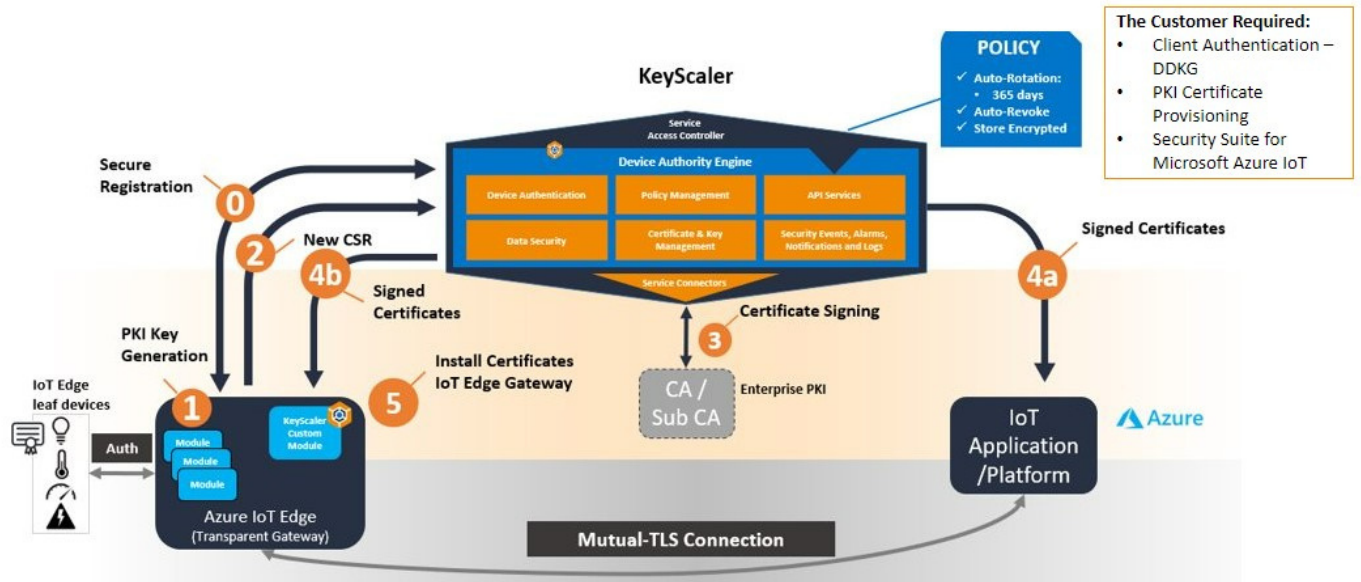 The Customer Required:
• Client Authentication –
DDKG
• PKI Certificate
Provisioning
• Security Suite for
Microsoft Azure IoT
POLICY
✓ Auto-Rotation:
• 365 days
✓ Auto-Revoke
✓ Store Encrypted
KeyScaler
Service
Access Controller
Device Authority Engine
Device Authentication
Policy Management
API Services
Data Security
Certificate & Key
Management
Security Events, Alarms,
Notifications and Logs
Service Connectors
Secure
Registration
0
2
New CSR
4b
Signed
Certificates
Signed Certificates
4a
PKI Key
Generation
1
Certificate Signing
3
Install Certificates
IoT Edge Gateway
5
CA /
Sub CA
Enterprise PKI
IoT Edge
leaf devices
Auth
Module
Module
Module
KeyScaler
Custom
Module
Azure IoT Edge
(Transparent Gateway)
IoT
Application
/Platform
Azure
Mutual-TLS Connection